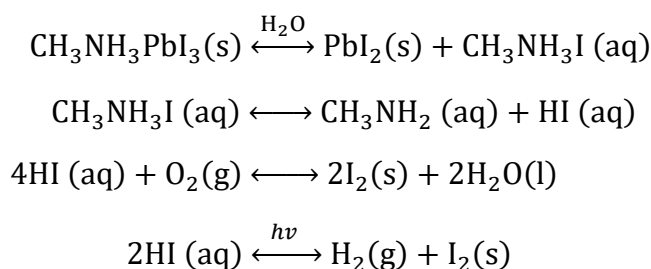 CH₃NH₃PbI₃(s) <--H₂O--> PbI₂(s) + CH₃NH₃I (aq)
CH₃NH₃I (aq) ⟷ CH₃NH₂ (aq) + HI (aq)
4HI (aq) + O₂(g) ⟷ 2I₂(s) + 2H₂O(l)
2HI (aq) <--hv--> H₂(g) + I₂(s)